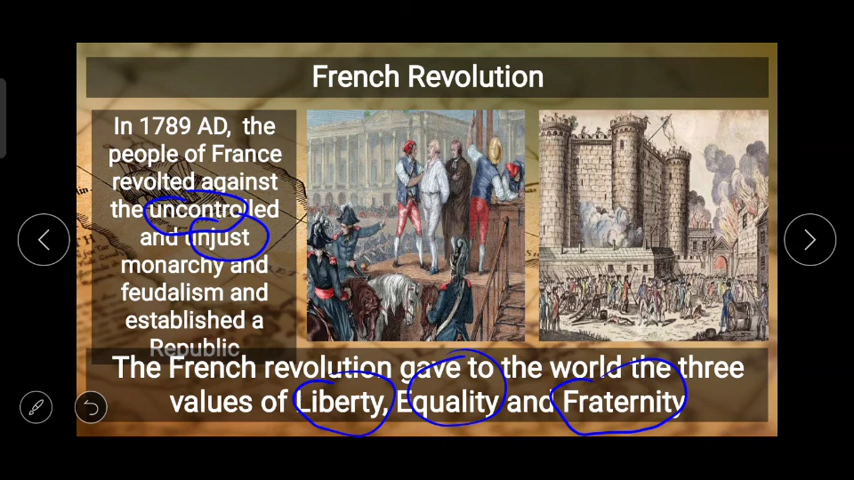 French Revolution
In 1789 AD, the
people of France
revolted against
the uncontrolled
and unjust
monarchy and
feudalism and
established a
Republic
The French revolution gave to the world the three
values of Liberty, Equality and Fraternity